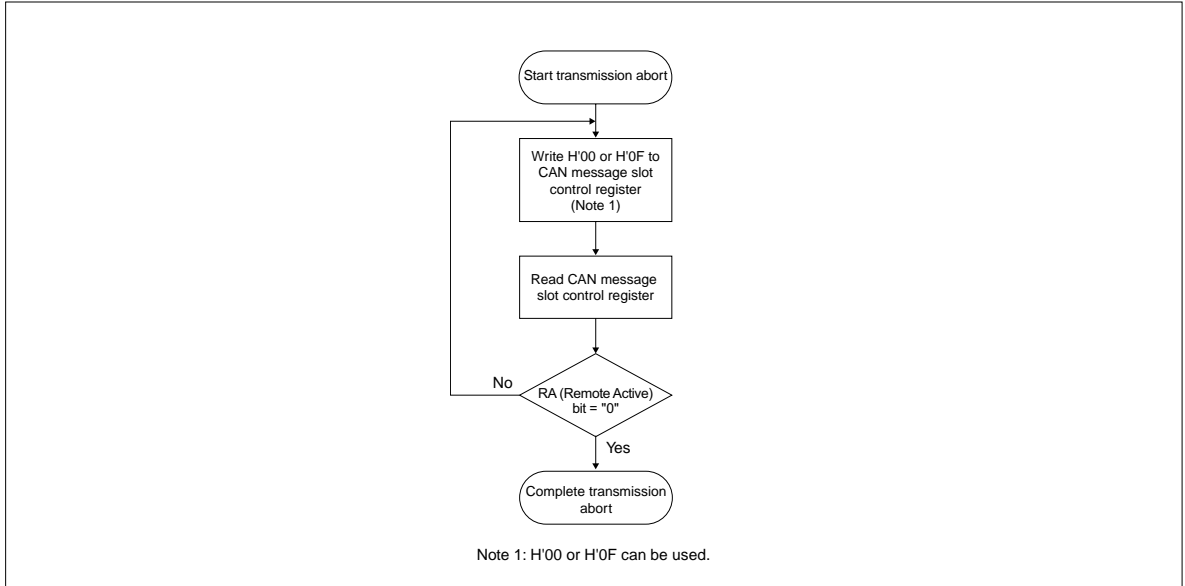 Start transmission abort
Write H'00 or H'0F to
CAN message slot
control register
(Note 1)
Read CAN message
slot control register
No
RA (Remote Active)
bit = "0"
Yes
Complete transmission
abort
Note 1: H'00 or H'0F can be used.